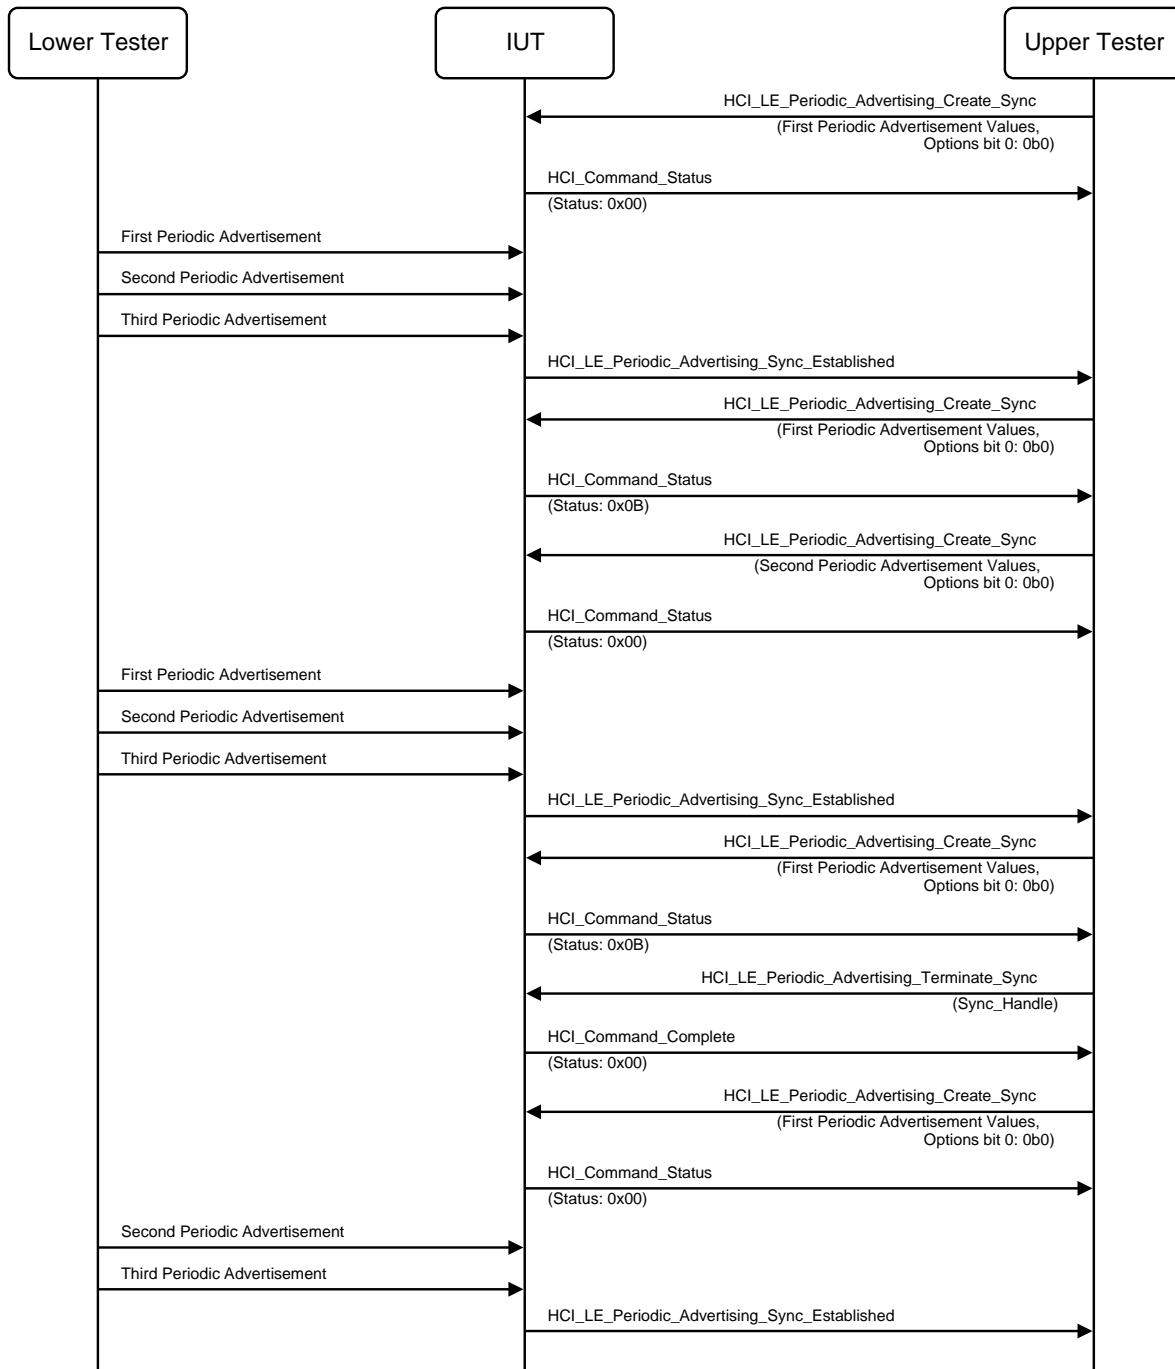 Lower Tester
IUT
Upper Tester
HCI_LE_Periodic_Advertising_Create_Sync
(First Periodic Advertisement Values,
Options bit 0: 0b0)
HCI_Command_Status
(Status: 0x00)
First Periodic Advertisement
Second Periodic Advertisement
Third Periodic Advertisement
HCI_LE_Periodic_Advertising_Sync_Established
HCI_LE_Periodic_Advertising_Create_Sync
(First Periodic Advertisement Values,
Options bit 0: 0b0)
HCI_Command_Status
(Status: 0x0B)
HCI_LE_Periodic_Advertising_Create_Sync
(Second Periodic Advertisement Values,
Options bit 0: 0b0)
HCI_Command_Status
(Status: 0x00)
First Periodic Advertisement
Second Periodic Advertisement
Third Periodic Advertisement
HCI_LE_Periodic_Advertising_Sync_Established
HCI_LE_Periodic_Advertising_Create_Sync
(First Periodic Advertisement Values,
Options bit 0: 0b0)
HCI_Command_Status
(Status: 0x0B)
HCI_LE_Periodic_Advertising_Terminate_Sync
(Sync_Handle)
HCI_Command_Complete
(Status: 0x00)
HCI_LE_Periodic_Advertising_Create_Sync
(First Periodic Advertisement Values,
Options bit 0: 0b0)
HCI_Command_Status
(Status: 0x00)
Second Periodic Advertisement
Third Periodic Advertisement
HCI_LE_Periodic_Advertising_Sync_Established